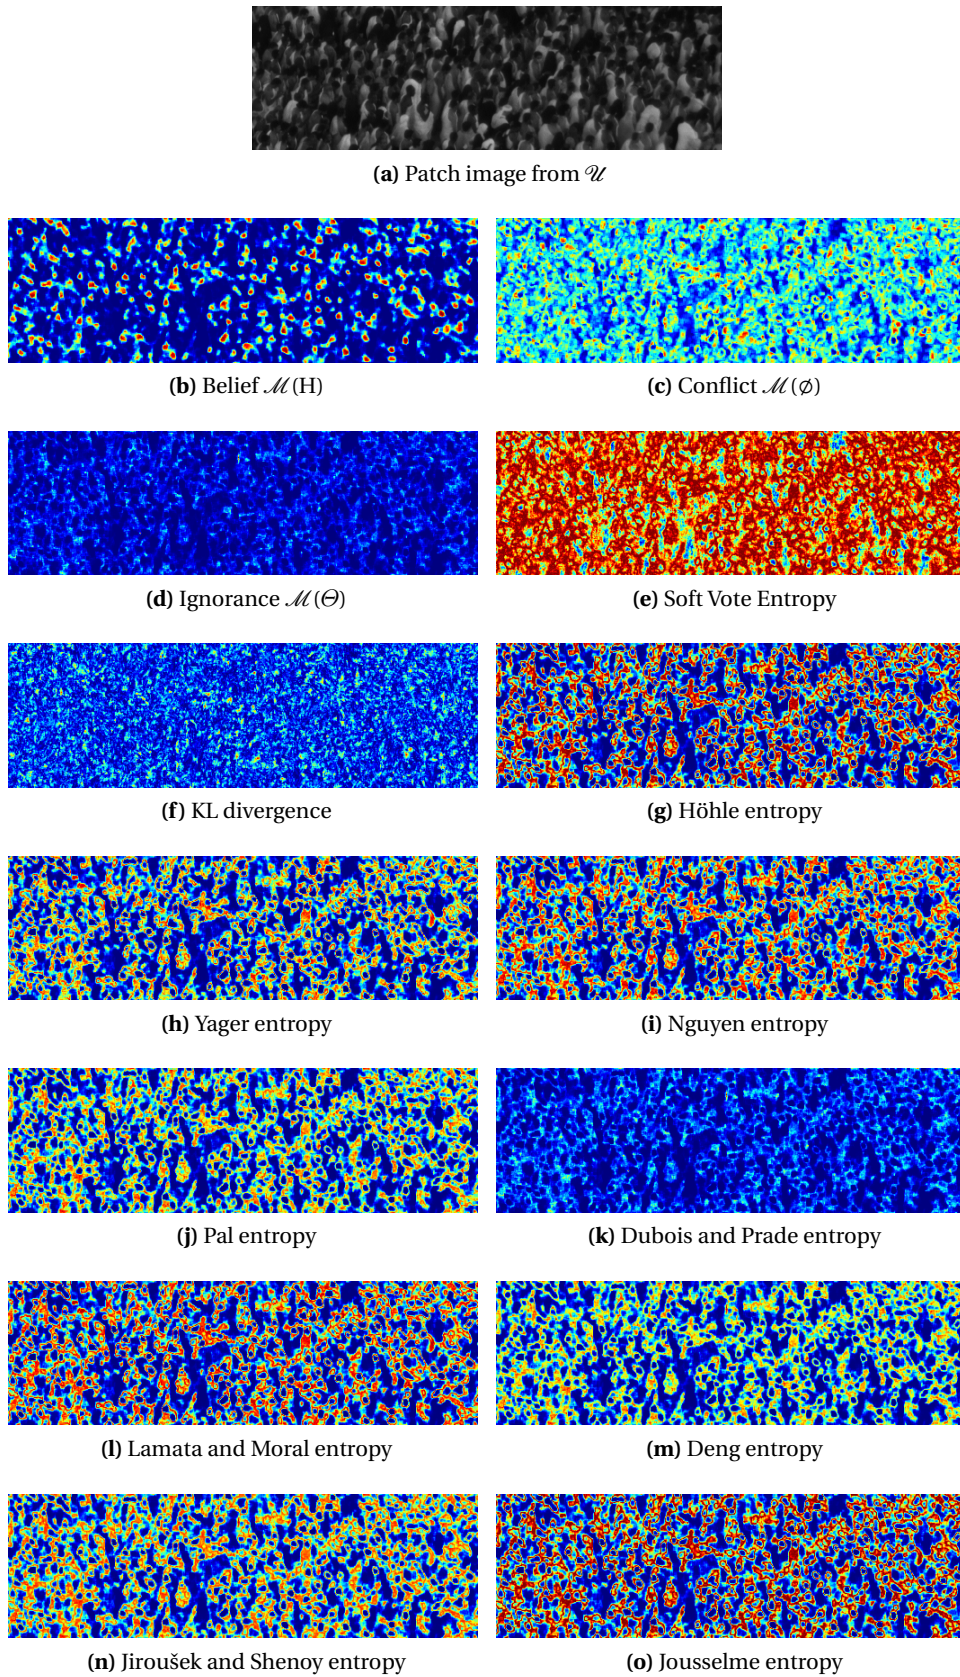 (a) Patch image from 𝒰
(b) Belief ℳ(H)
(c) Conflict ℳ(∅)
(d) Ignorance ℳ(Θ)
(e) Soft Vote Entropy
(f) KL divergence
(g) Höhle entropy
(h) Yager entropy
(i) Nguyen entropy
(j) Pal entropy
(k) Dubois and Prade entropy
(l) Lamata and Moral entropy
(m) Deng entropy
(n) Jiroušek and Shenoy entropy
(o) Jousselme entropy